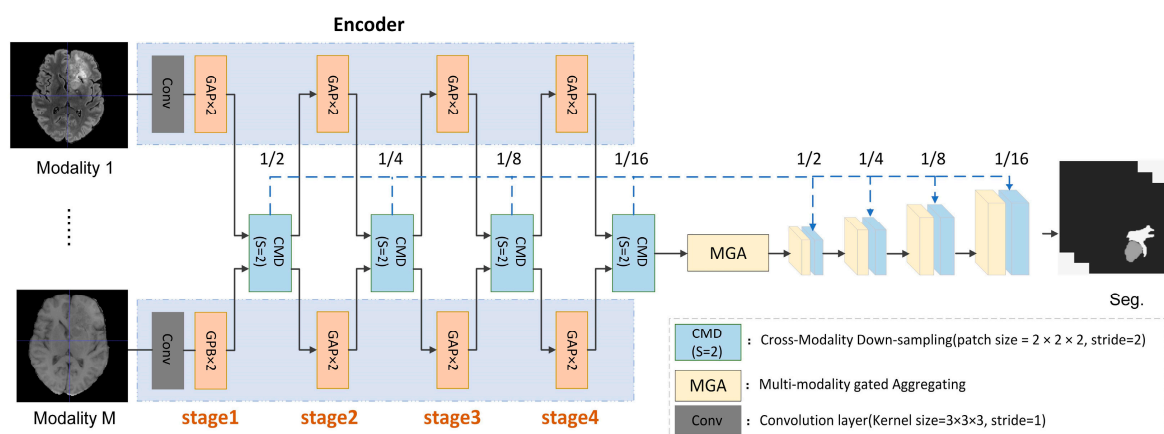 Encoder
Conv
GAP×2
GAP×2
GAP×2
GAP×2
Modality 1
1/2
1/4
1/8
1/16
1/2
1/4
1/8
1/16
......
CMD
(S=2)
CMD
(S=2)
CMD
(S=2)
CMD
(S=2)
MGA
Seg.
Conv
GPB×2
GAP×2
GAP×2
GAP×2
Modality M
stage1
stage2
stage3
stage4
CMD
(S=2)
: Cross-Modality Down-sampling(patch size = 2 × 2 × 2, stride=2)
MGA
: Multi-modality gated Aggregating
Conv
: Convolution layer(Kernel size=3×3×3, stride=1)